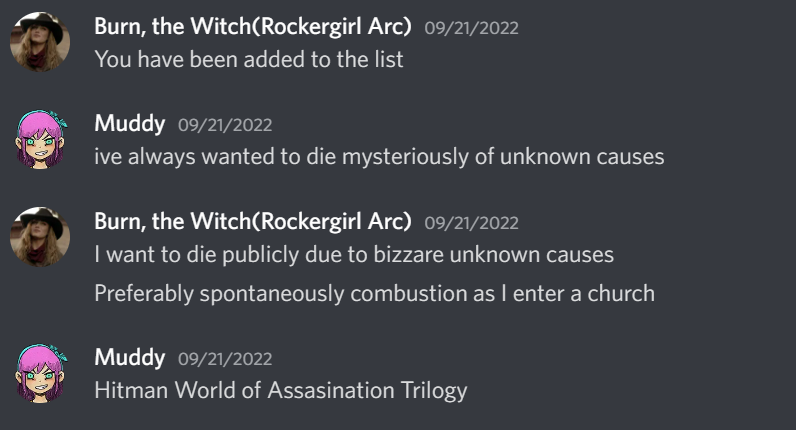 Burn, the Witch(Rockergirl Arc) 09/21/2022
You have been added to the list
Muddy 09/21/2022
ive always wanted to die mysteriously of unknown causes
Burn, the Witch(Rockergirl Arc) 09/21/2022
I want to die publicly due to bizzare unknown causes
Preferably spontaneously combustion as I enter a church
Muddy 09/21/2022
Hitman World of Assasination Trilogy